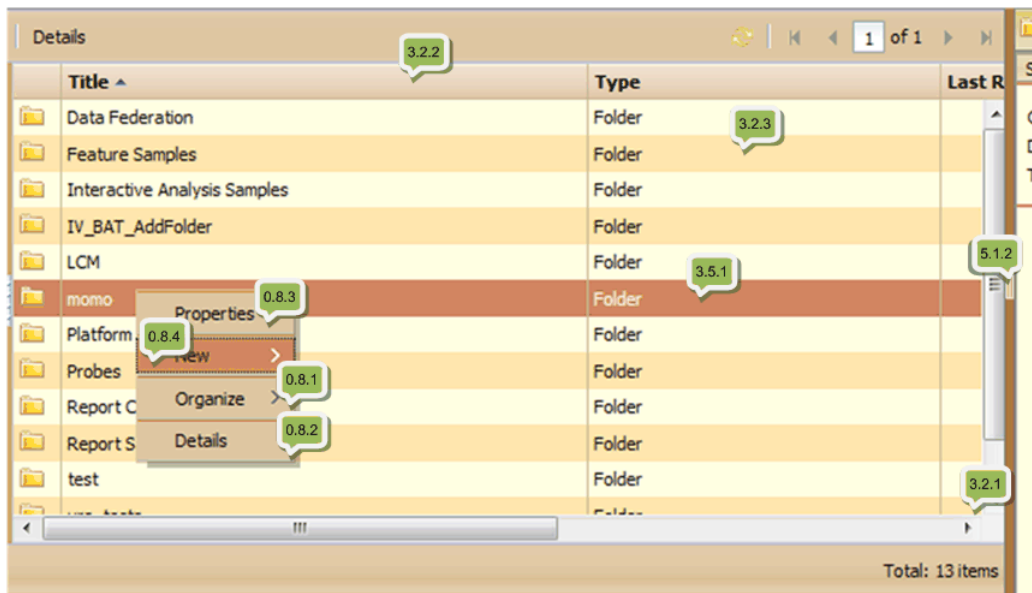 Details
1 of 1
3.2.2
Title Type Last R
Data Federation Folder
3.2.3
Feature Samples Folder
Interactive Analysis Samples Folder
IV_BAT_AddFolder Folder
5.1.2
LCM Folder
3.5.1
momo Folder
0.8.3
Properties
Platform Folder
0.8.4
New
Probes Folder
0.8.1
Organize
Report C Folder
0.8.2
Details
Report S Folder
test Folder
3.2.1
Folder
Total: 13 items